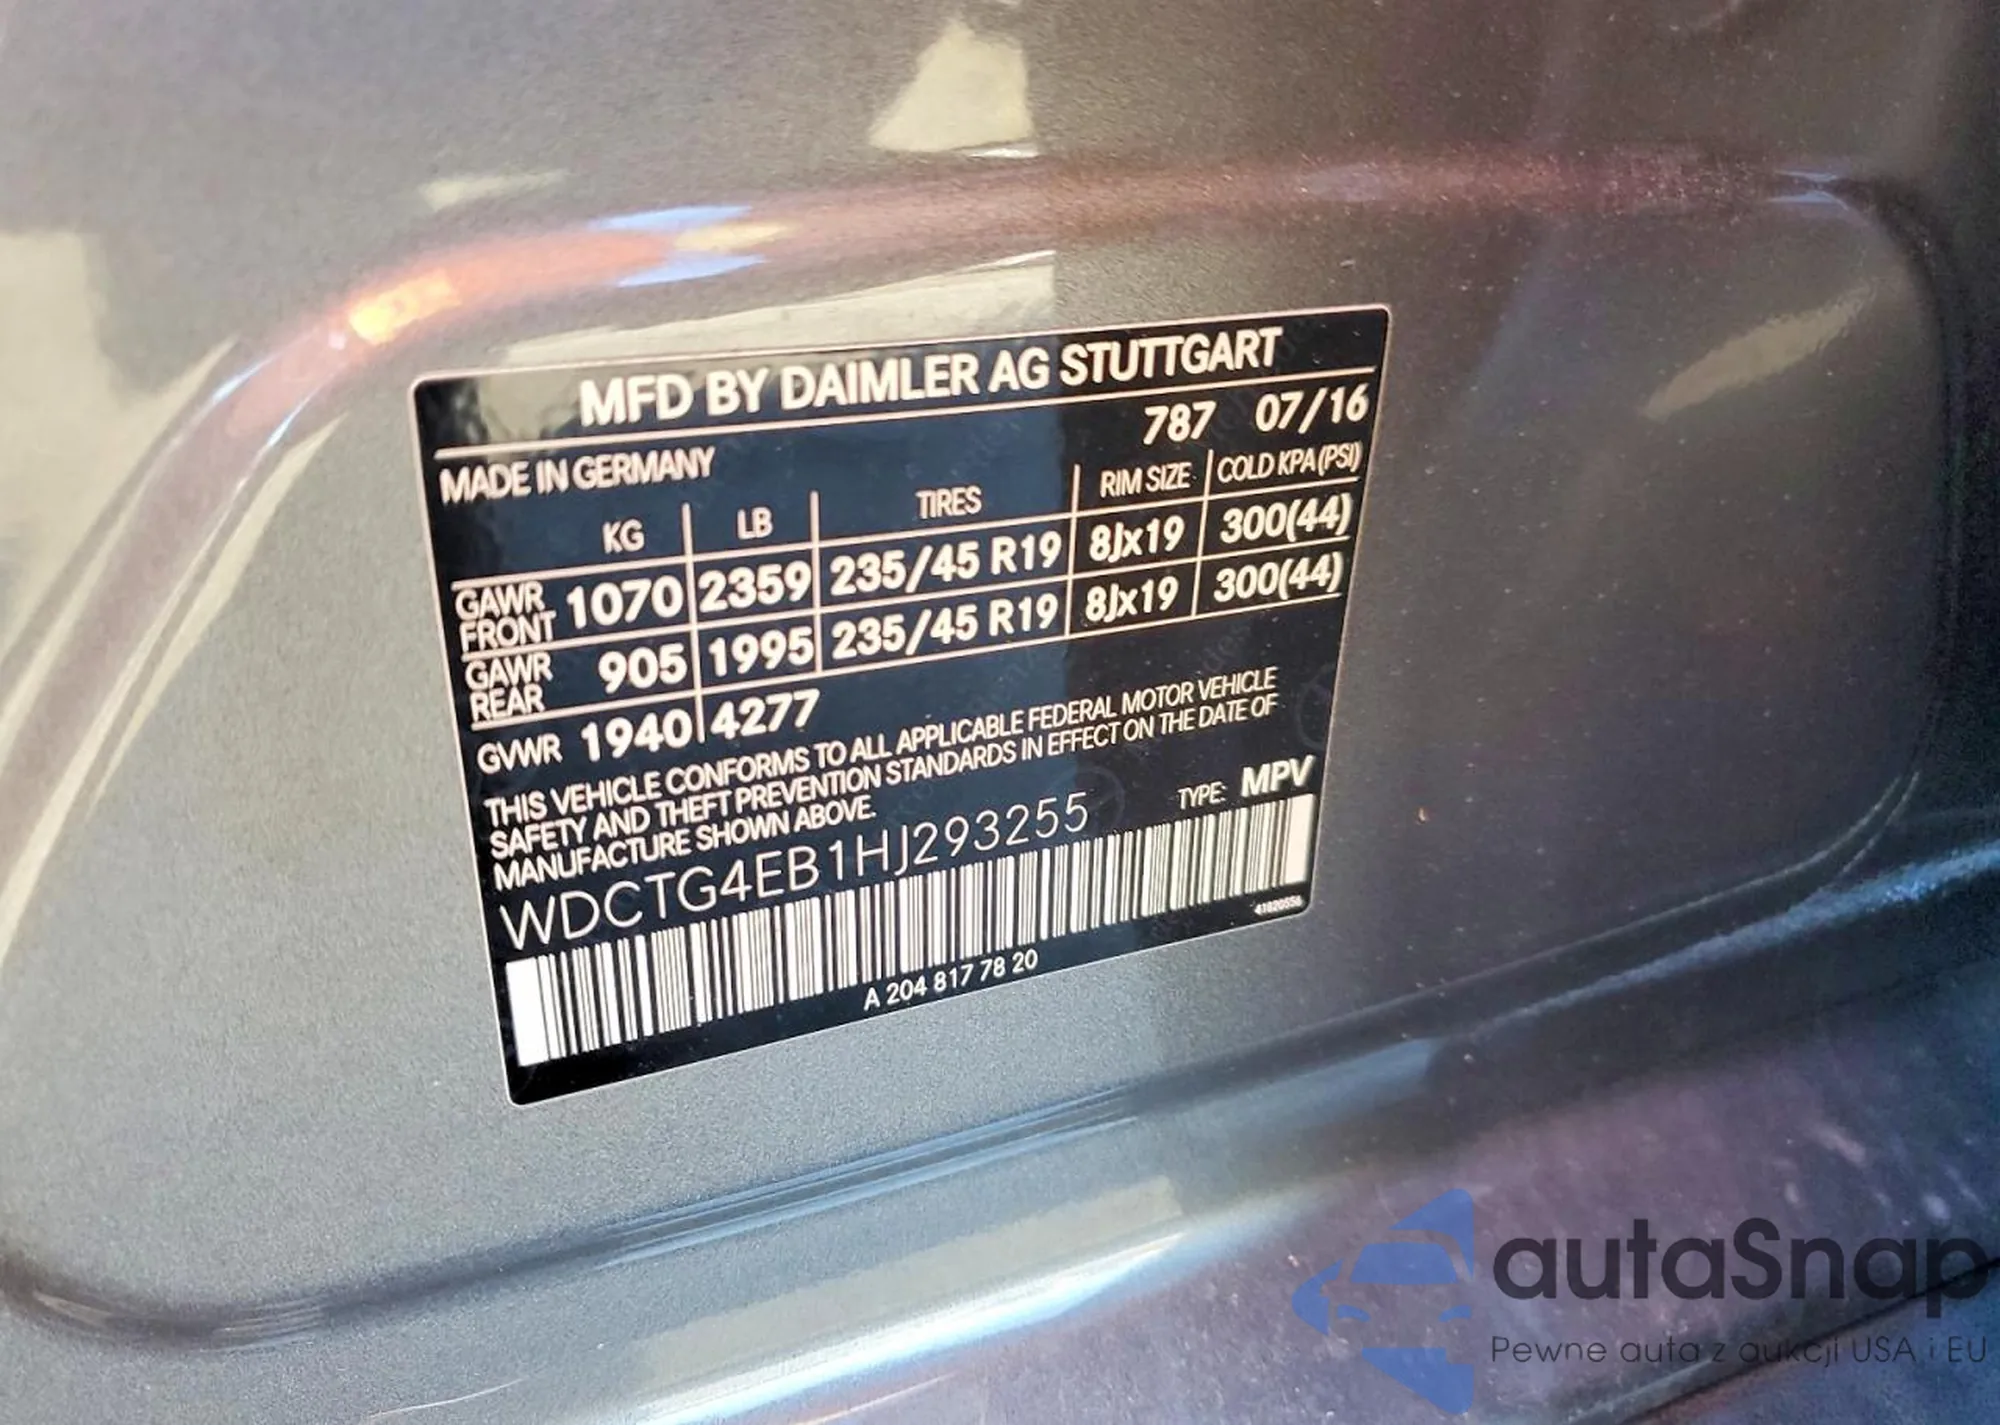 MFD BY DAIMLER AG STUTTGART
787 07/16
MADE IN GERMANY
KG LB TIRES RIM SIZE COLD KPA(PSI)
GAWR FRONT 1070 2359 235/45 R19 8Jx19 300(44)
GAWR REAR 905 1995 235/45 R19 8Jx19 300(44)
GVWR 1940 4277
THIS VEHICLE CONFORMS TO ALL APPLICABLE FEDERAL MOTOR VEHICLE
SAFETY AND THEFT PREVENTION STANDARDS IN EFFECT ON THE DATE OF
MANUFACTURE SHOWN ABOVE.
TYPE: MPV
WDCTG4EB1HJ293255
A 204 817 78 20
autaSnap
Pewne auta z aukcji USA i EU